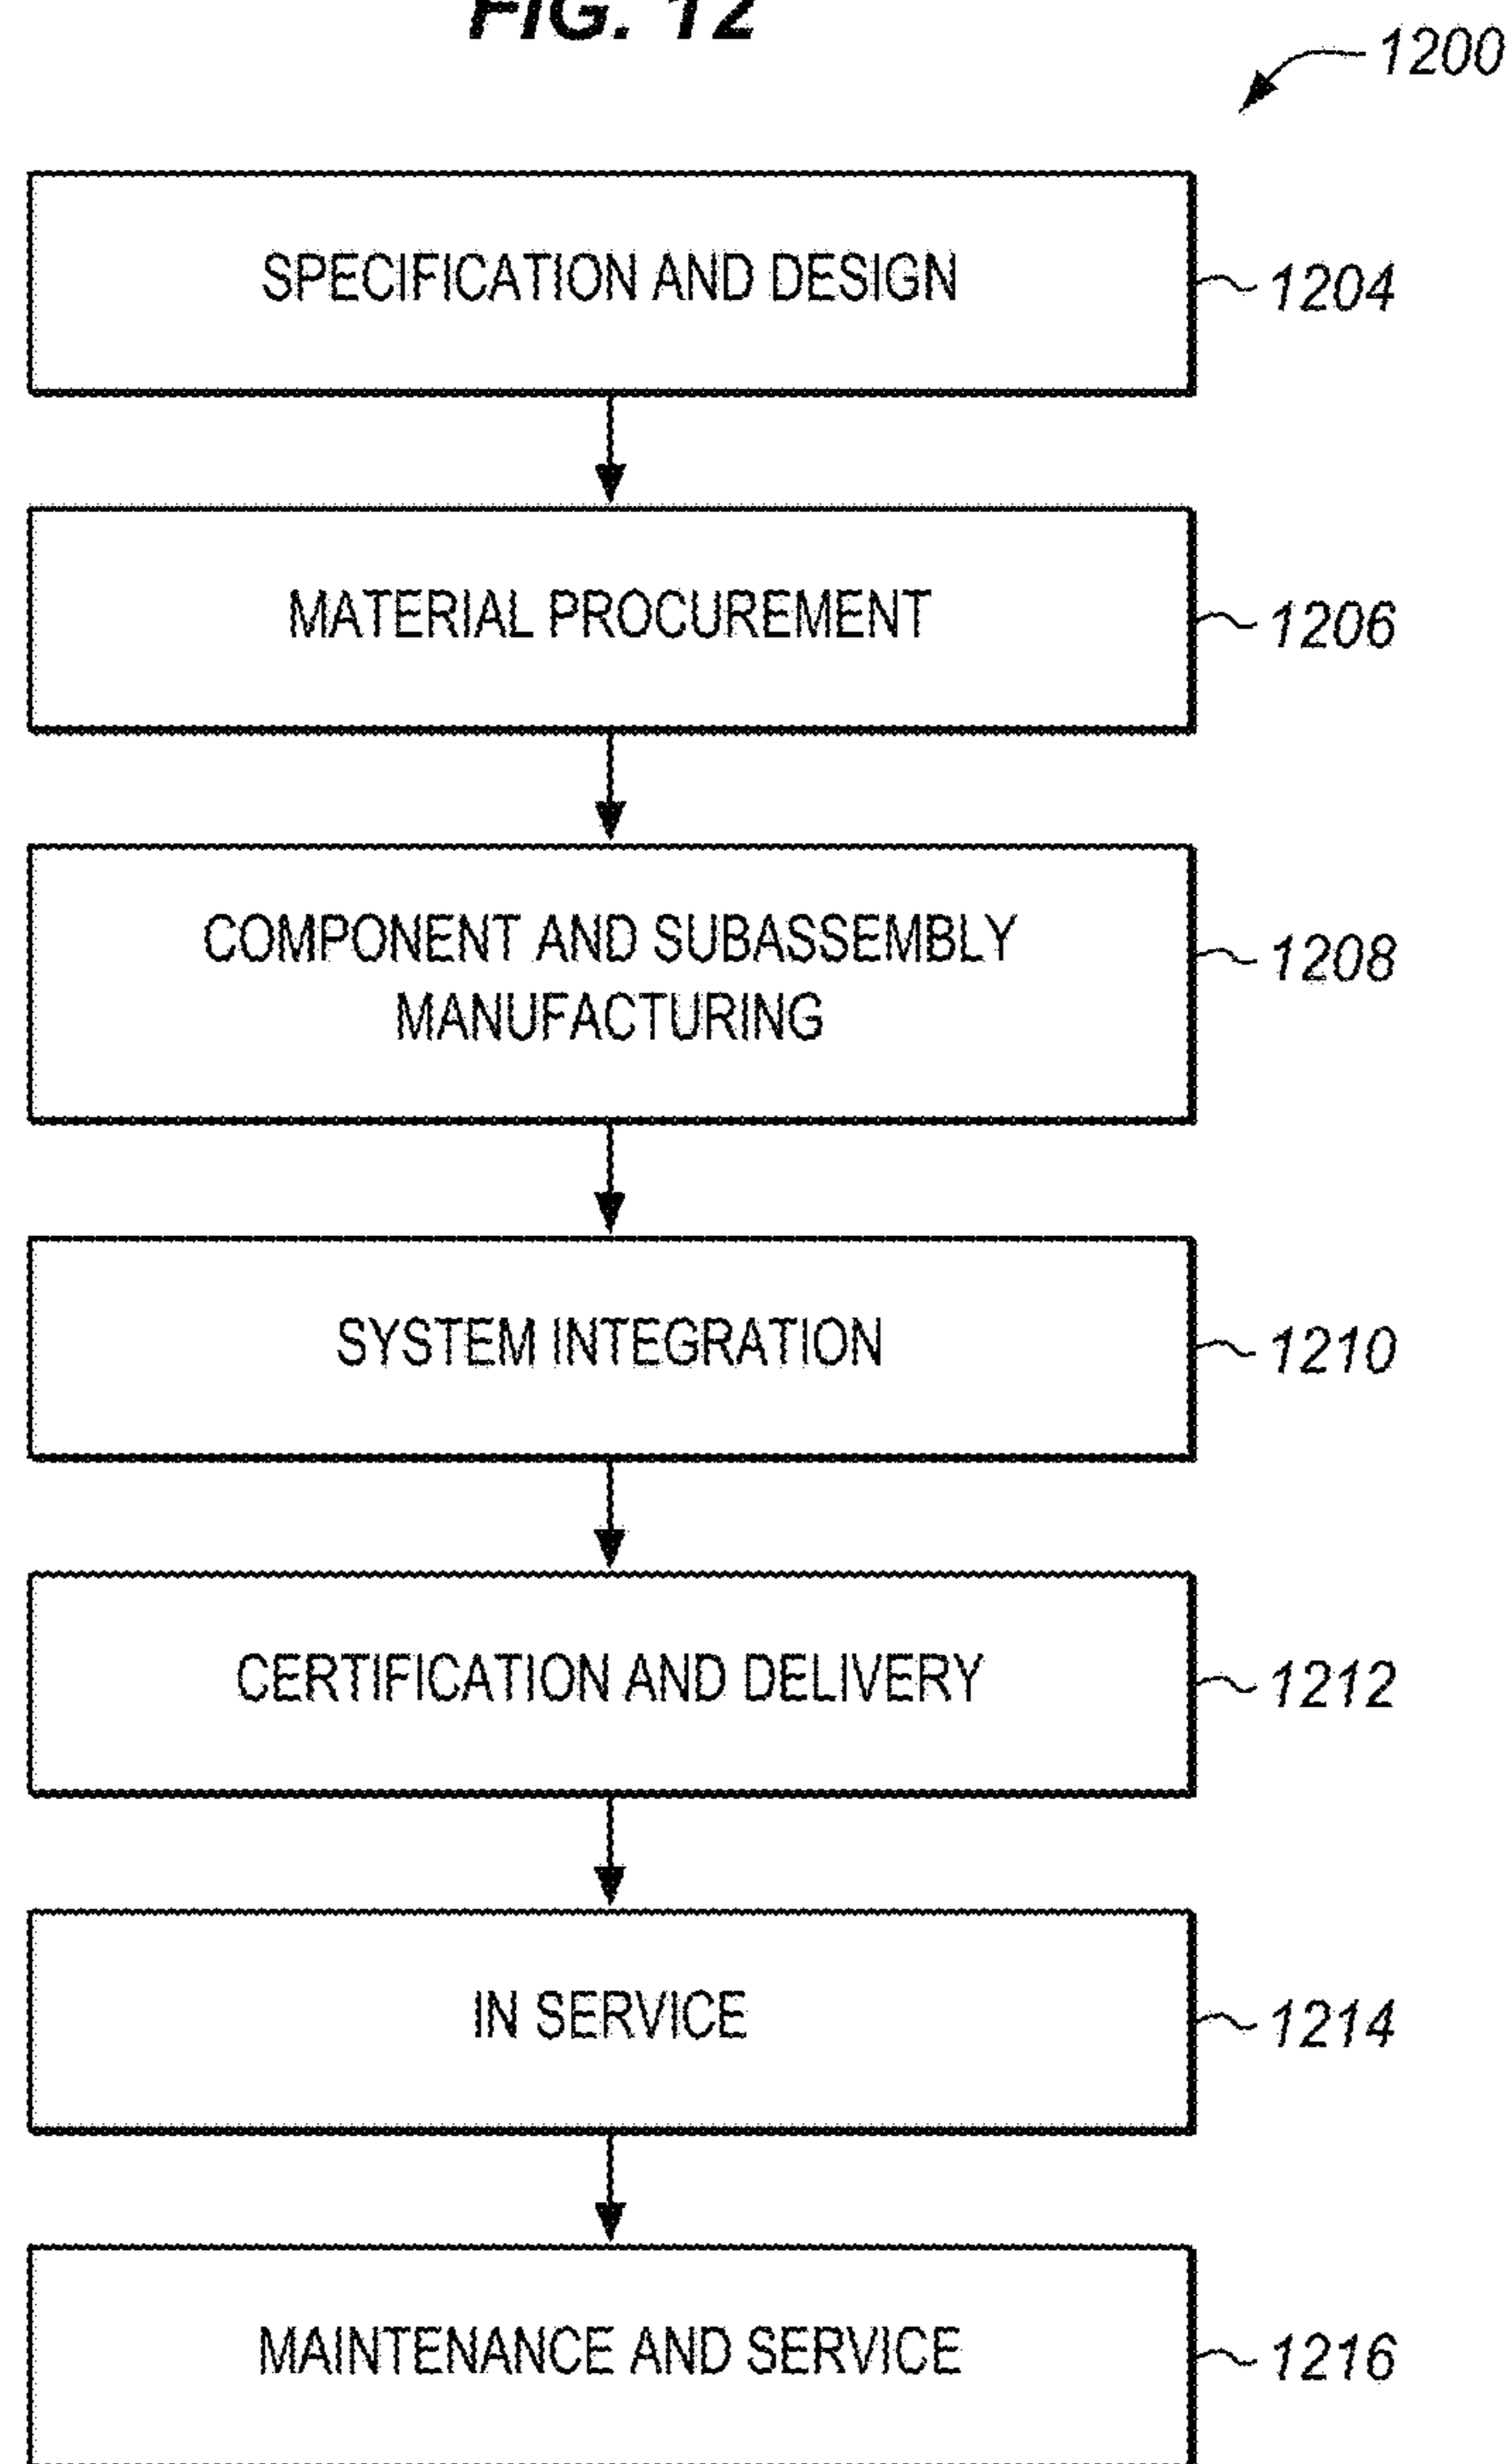 FIG. 12
1200
SPECIFICATION AND DESIGN
1204
MATERIAL PROCUREMENT
1206
COMPONENT AND SUBASSEMBLY
MANUFACTURING
1208
SYSTEM INTEGRATION
1210
CERTIFICATION AND DELIVERY
1212
IN SERVICE
1214
MAINTENANCE AND SERVICE
1216